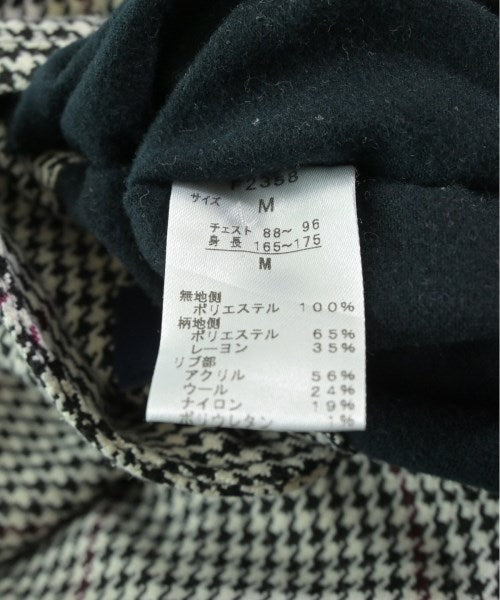 サイズ
M
チェスト 88～ 96
身長 165～175
M
無地側
ポリエステル 100%
柄地側
ポリエステル 65%
レーヨン 35%
リブ部
アクリル 56%
ウール 24%
ナイロン 19%
ポリウレタン 1%